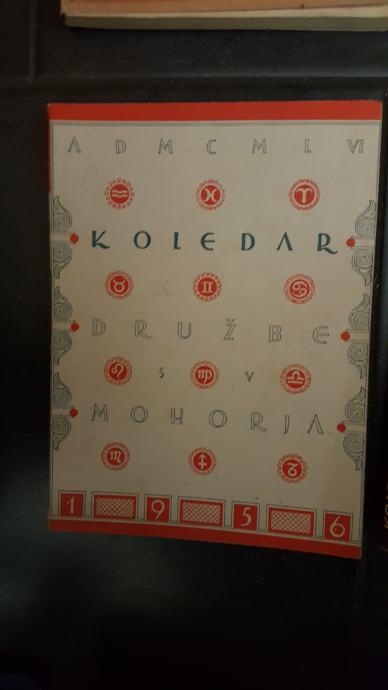 A D M C M L VI
KOLEDAR
DRUŽBE
S V
MOHORJA
1 9 5 6